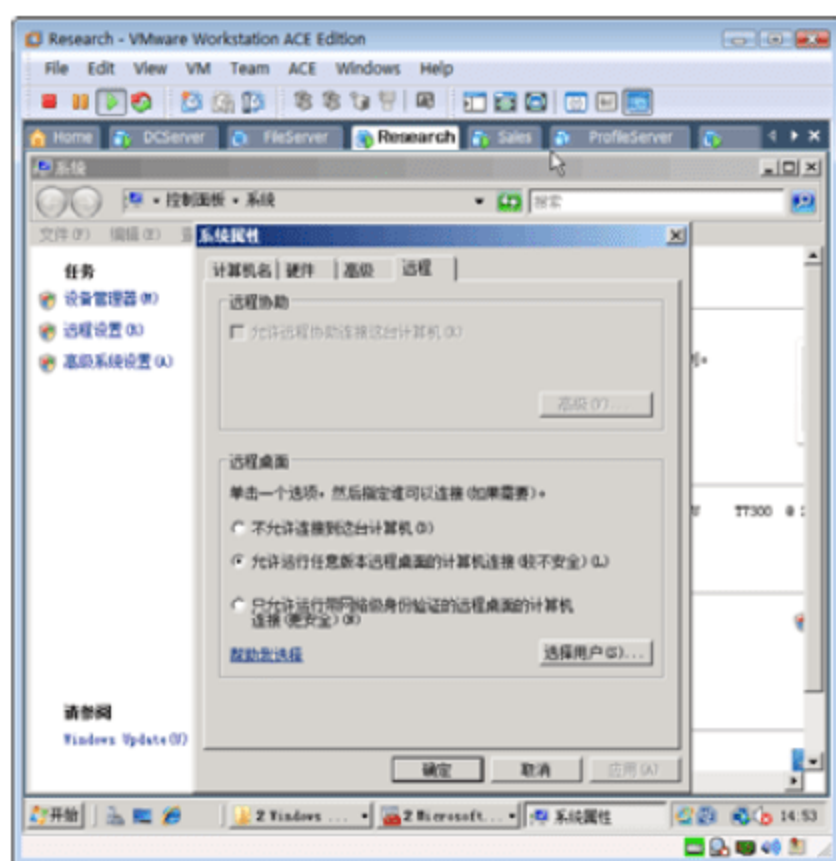 Research - VMware Workstation ACE Edition
File Edit View VM Team ACE Windows Help
Home DCServer FileServer Research Sales ProfileServer
系统
控制面板 系统
搜索
文件(F) 编辑(E)
系统属性
计算机名 硬件 高级 远程
任务
设备管理器(M)
远程设置(R)
高级系统设置(A)
远程协助
允许远程协助连接这台计算机(R)
高级(V)...
远程桌面
单击一个选项，然后指定谁可以连接(如果需要)。
不允许连接到这台计算机(D)
允许运行任意版本远程桌面的计算机连接(较不安全)(L)
只允许运行带网络级身份验证的远程桌面的计算机
连接(更安全)(N)
帮助我选择
选择用户(S)...
T7300 @
请参阅
Windows Update(U)
确定 取消 应用(A)
开始 2 Windows ... 2 Microsoft... 系统属性 14:53